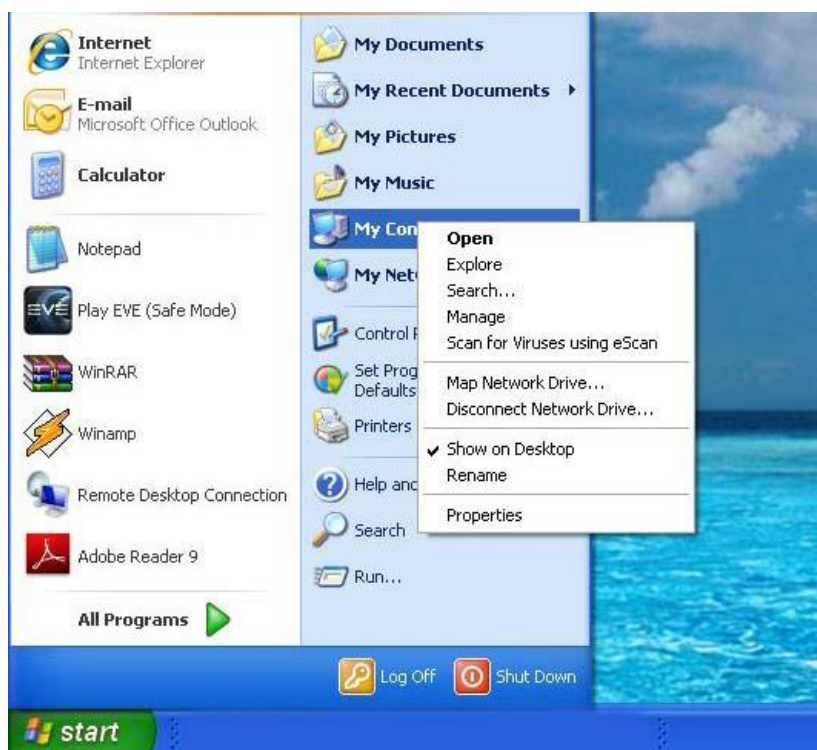 Internet
Internet Explorer
E-mail
Microsoft Office Outlook
Calculator
Notepad
EVE
Play EVE (Safe Mode)
WinRAR
Winamp
Remote Desktop Connection
Adobe Reader 9
All Programs
My Documents
My Recent Documents
My Pictures
My Music
My Con
My Net
Control P
Set Prog
Defaults
Printers
Help and
Search
Run...
Open
Explore
Search...
Manage
Scan for Viruses using eScan
Map Network Drive...
Disconnect Network Drive...
Show on Desktop
Rename
Properties
Log Off
Shut Down
start